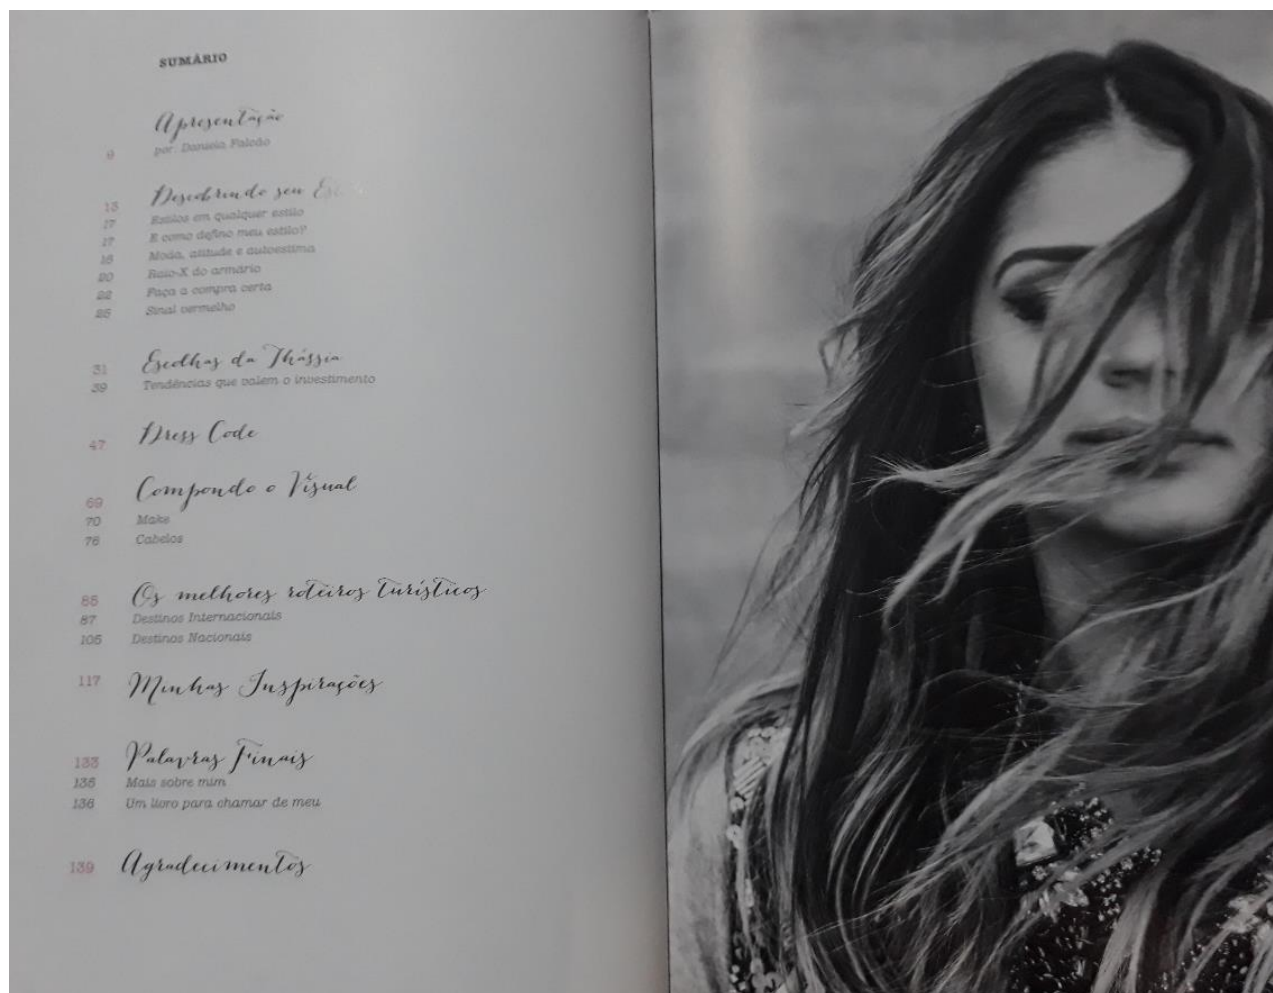 SUMÁRIO
Apresentação
9 por: Daniela Falcão
15 Descobrindo seu
17 Estilos em qualquer estilo
17 E como defino meu estilo?
18 Moda, atitude e autoestima
20 Raio-X do armário
22 Faça a compra certa
25 Sinal vermelho
31 Escolhas da Thássia
39 Tendências que valem o investimento
47 Dress Code
69 Compondo o Visual
70 Make
76 Cabelos
85 Os melhores roteiros turísticos
87 Destinos Internacionais
105 Destinos Nacionais
117 Minhas Inspirações
133 Palavras Finais
135 Mais sobre mim
136 Um livro para chamar de meu
139 Agradecimentos